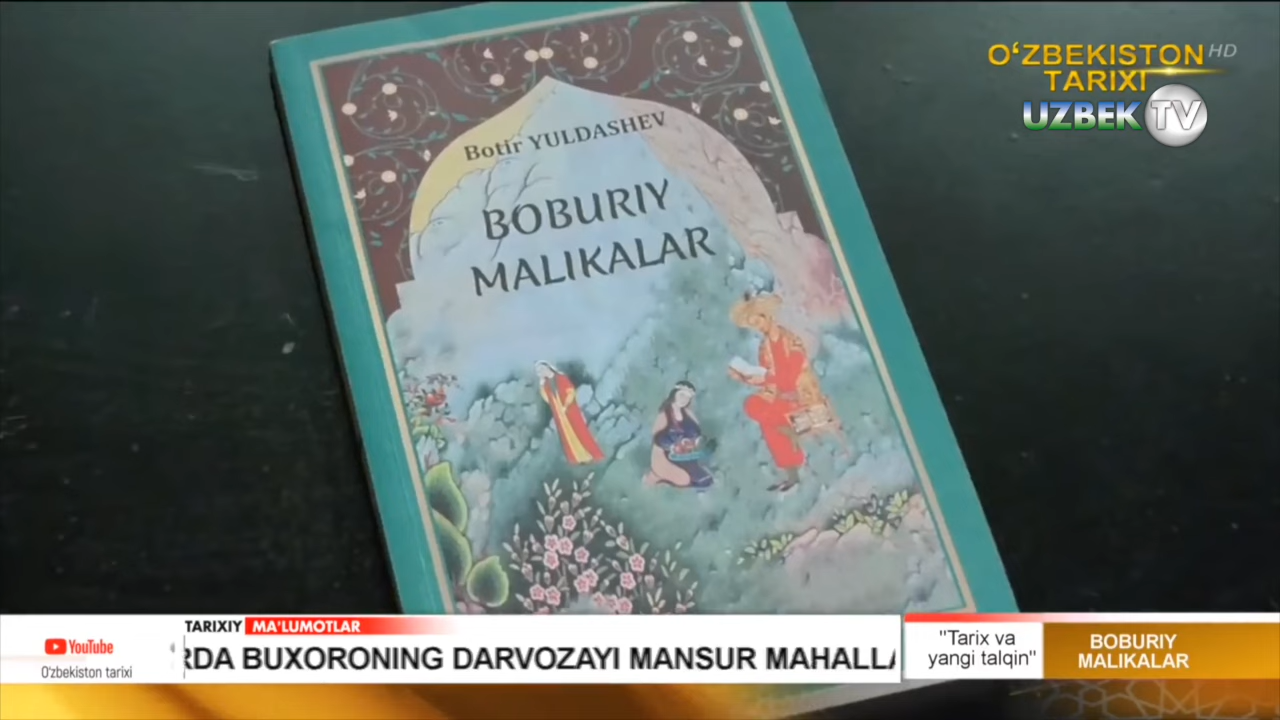 O‘ZBEKISTON HD
TARIXI
UZBEK TV
Botir YULDASHEV
BOBURIY
MALIKALAR
TARIXIY MA'LUMOTLAR
YouTube
O'zbekiston tarixi
BUXORONING DARVOZAYI MANSUR
"Tarix va
yangi talqin"
BOBURIY
MALIKALAR